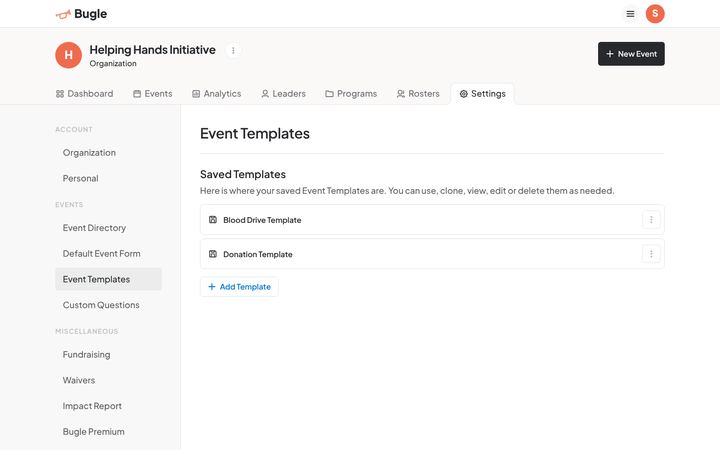 Bugle
S
H
Helping Hands Initiative
Organization
New Event
Dashboard
Events
Analytics
Leaders
Programs
Rosters
Settings
ACCOUNT
Organization
Personal
EVENTS
Event Directory
Default Event Form
Event Templates
Custom Questions
MISCELLANEOUS
Fundraising
Waivers
Impact Report
Bugle Premium
Event Templates
Saved Templates
Here is where your saved Event Templates are. You can use, clone, view, edit or delete them as needed.
Blood Drive Template
Donation Template
Add Template